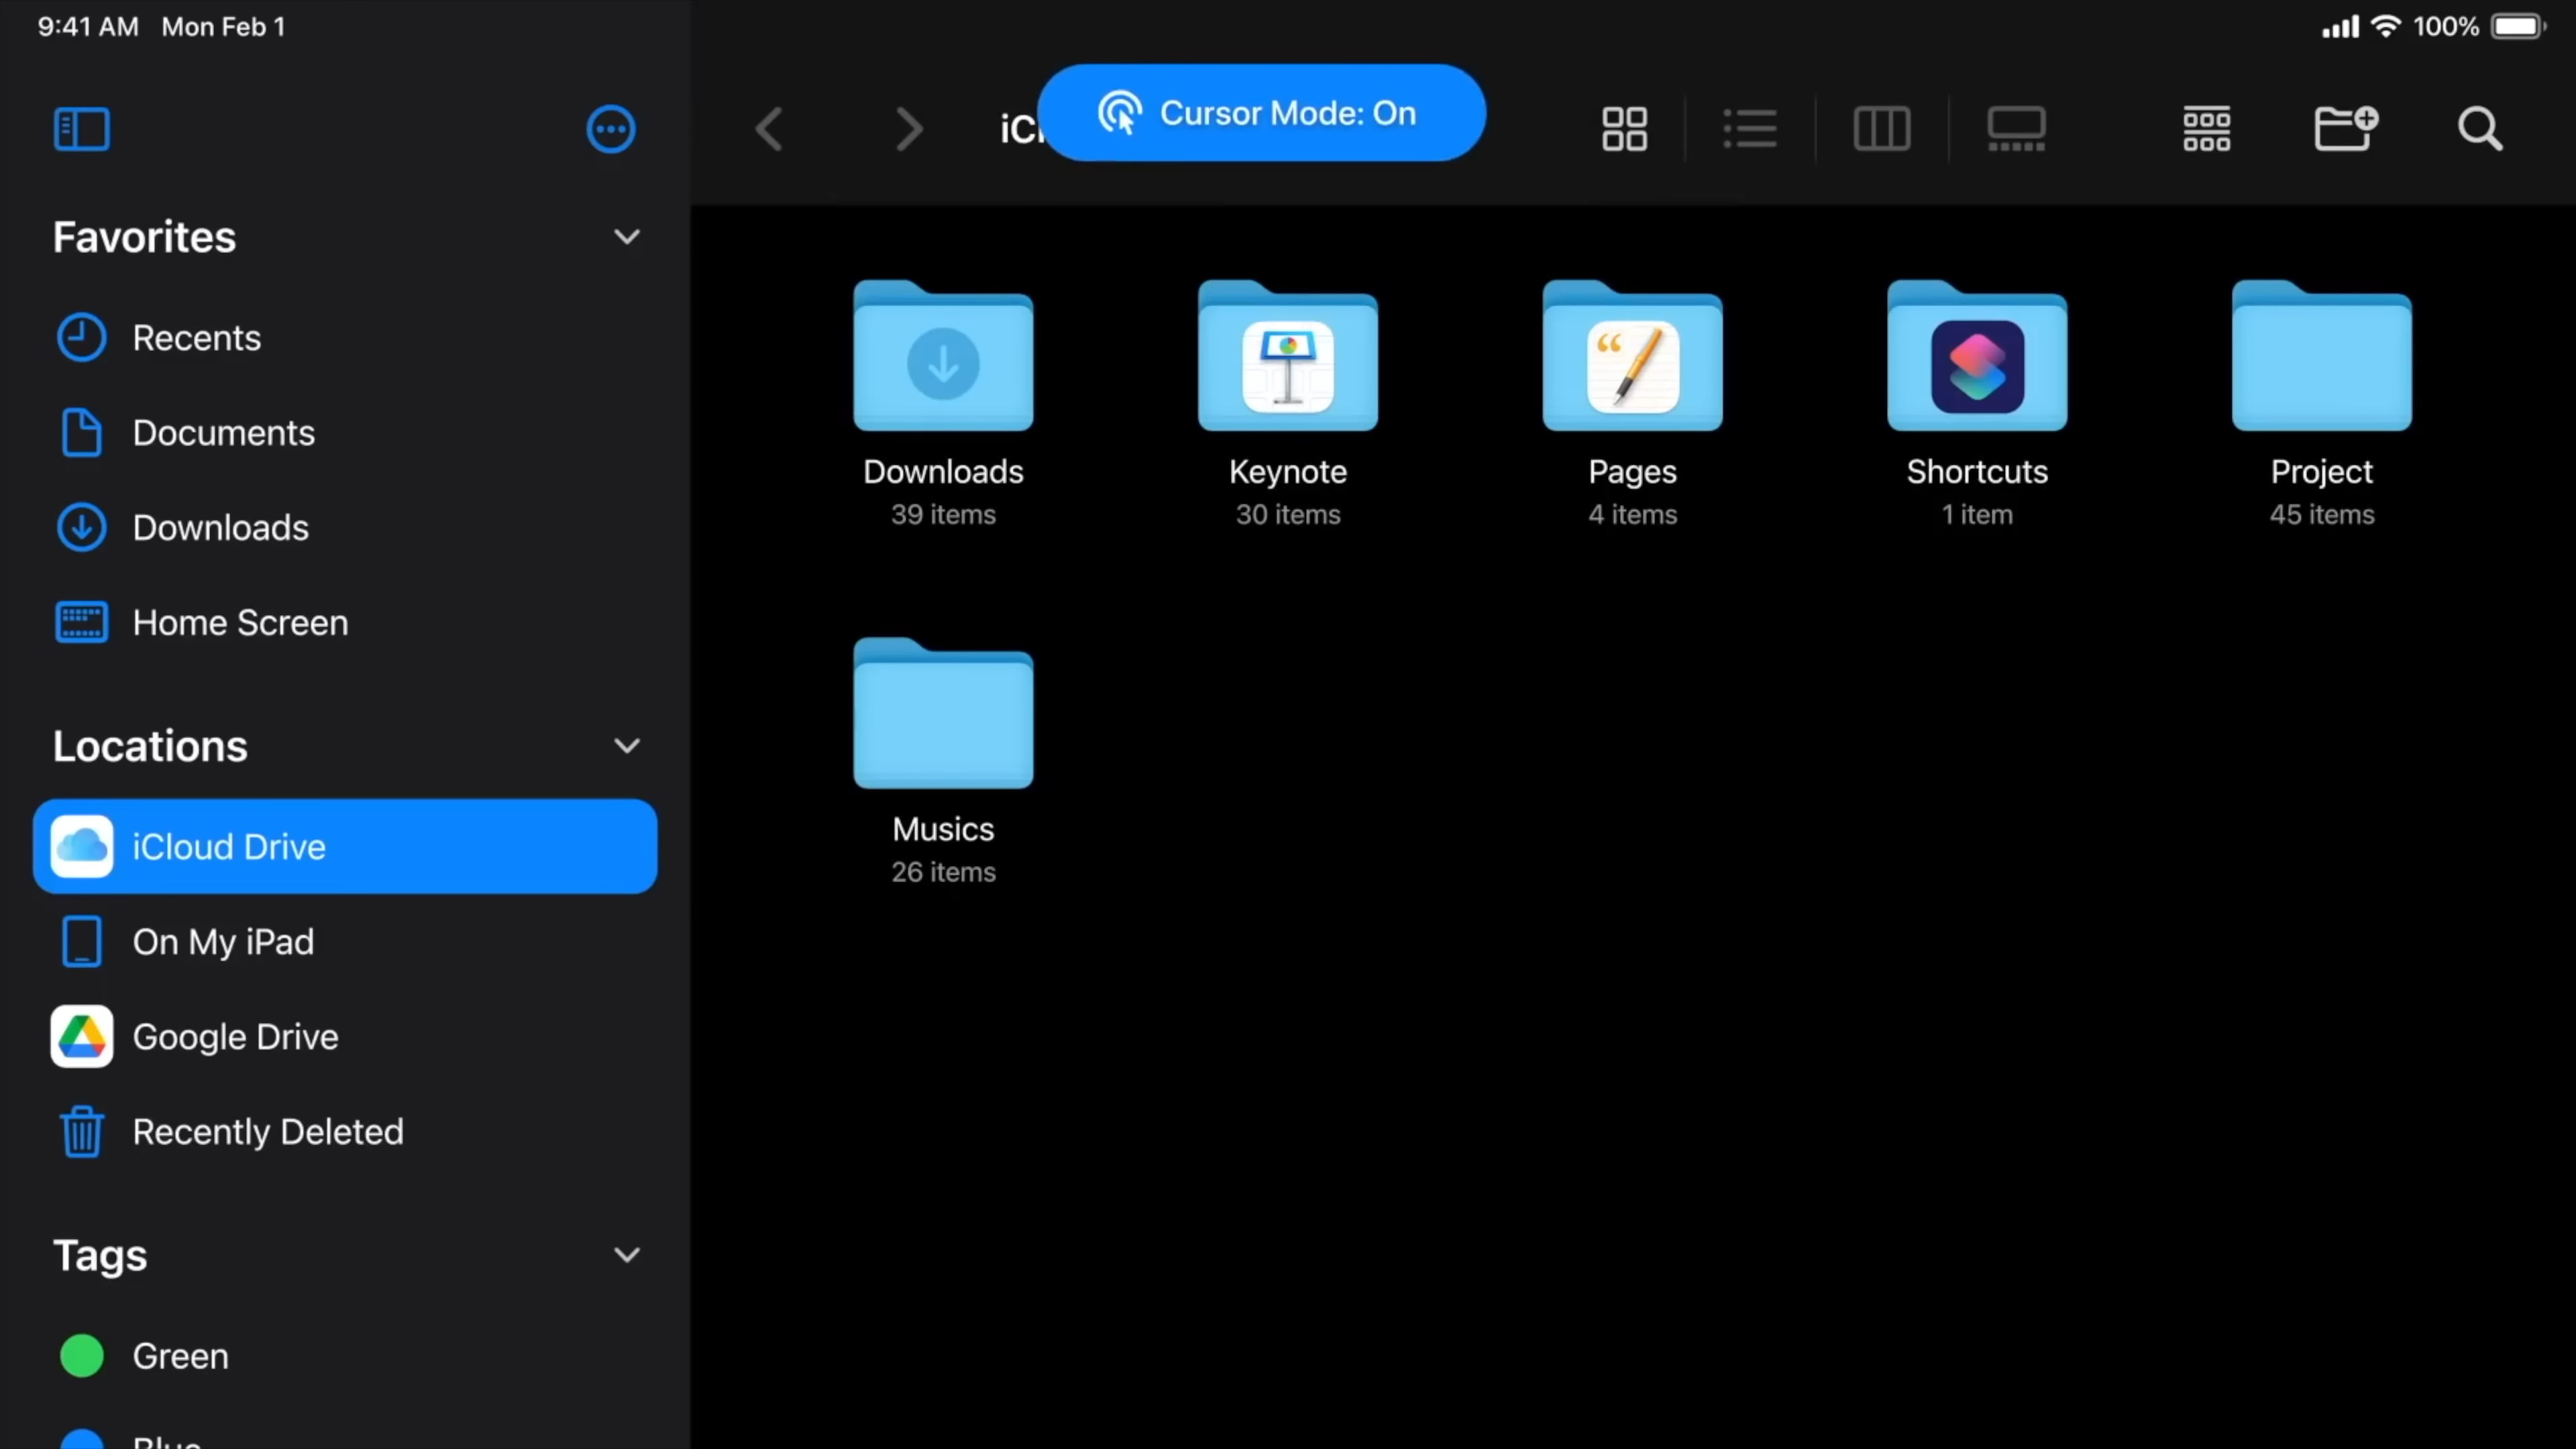 9:41 AM Mon Feb 1
100%
Cursor Mode: On
Favorites
Recents
Documents
Downloads
Home Screen
Locations
iCloud Drive
On My iPad
Google Drive
Recently Deleted
Tags
Green
Blue
Downloads
39 items
Keynote
30 items
Pages
4 items
Shortcuts
1 item
Project
45 items
Musics
26 items